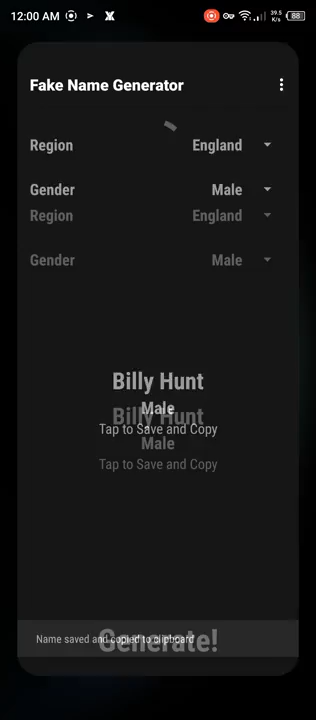 12:00 AM
39.5
K/s
88
Fake Name Generator
Region England
Gender Male
Region England
Gender Male
Billy Hunt
Male
Billy Hunt
Tap to Save and Copy
Male
Tap to Save and Copy
Generate!
Name saved and copied to clipboard